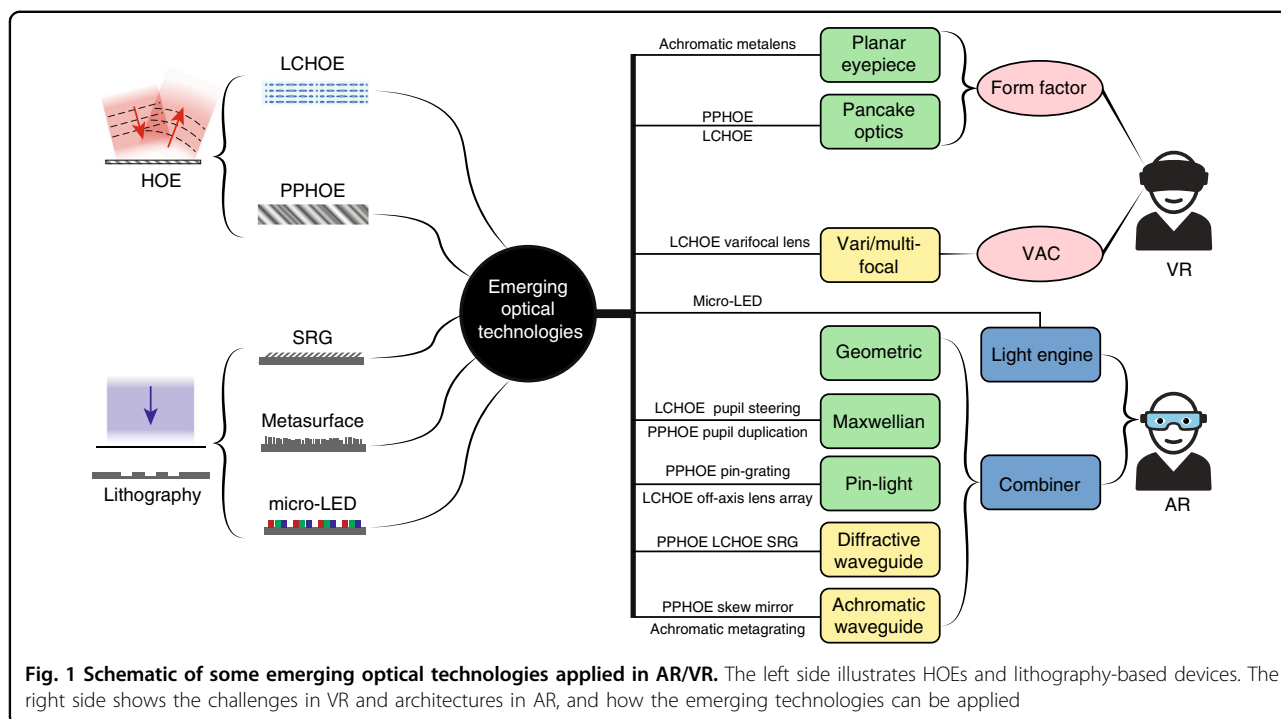 LCHOE
HOE
PPHOE
SRG
Metasurface
micro-LED
Lithography
Emerging
optical
technologies
Achromatic metalens
Planar
eyepiece
PPHOE
LCHOE
Pancake
optics
Form factor
LCHOE varifocal lens
Vari/multi-
focal
VAC
VR
Micro-LED
Geometric
Light engine
LCHOE pupil steering
PPHOE pupil duplication
Maxwellian
PPHOE pin-grating
LCHOE off-axis lens array
Pin-light
Combiner
AR
PPHOE LCHOE SRG
Diffractive
waveguide
PPHOE skew mirror
Achromatic metagrating
Achromatic
waveguide
Fig. 1 Schematic of some emerging optical technologies applied in AR/VR. The left side illustrates HOEs and lithography-based devices. The
right side shows the challenges in VR and architectures in AR, and how the emerging technologies can be applied